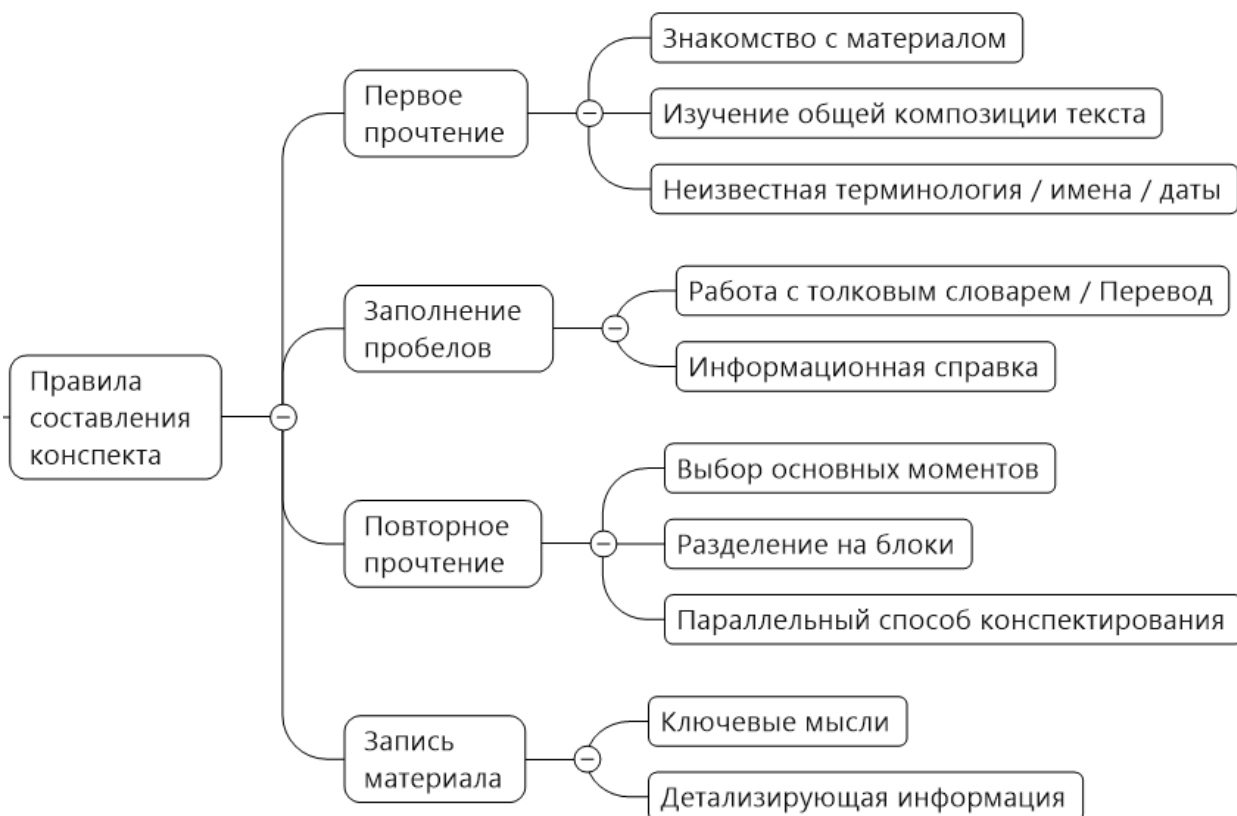 Правила
составления
конспекта
Первое
прочтение
Знакомство с материалом
Изучение общей композиции текста
Неизвестная терминология / имена / даты
Заполнение
пробелов
Работа с толковым словарем / Перевод
Информационная справка
Повторное
прочтение
Выбор основных моментов
Разделение на блоки
Параллельный способ конспектирования
Запись
материала
Ключевые мысли
Детализирующая информация